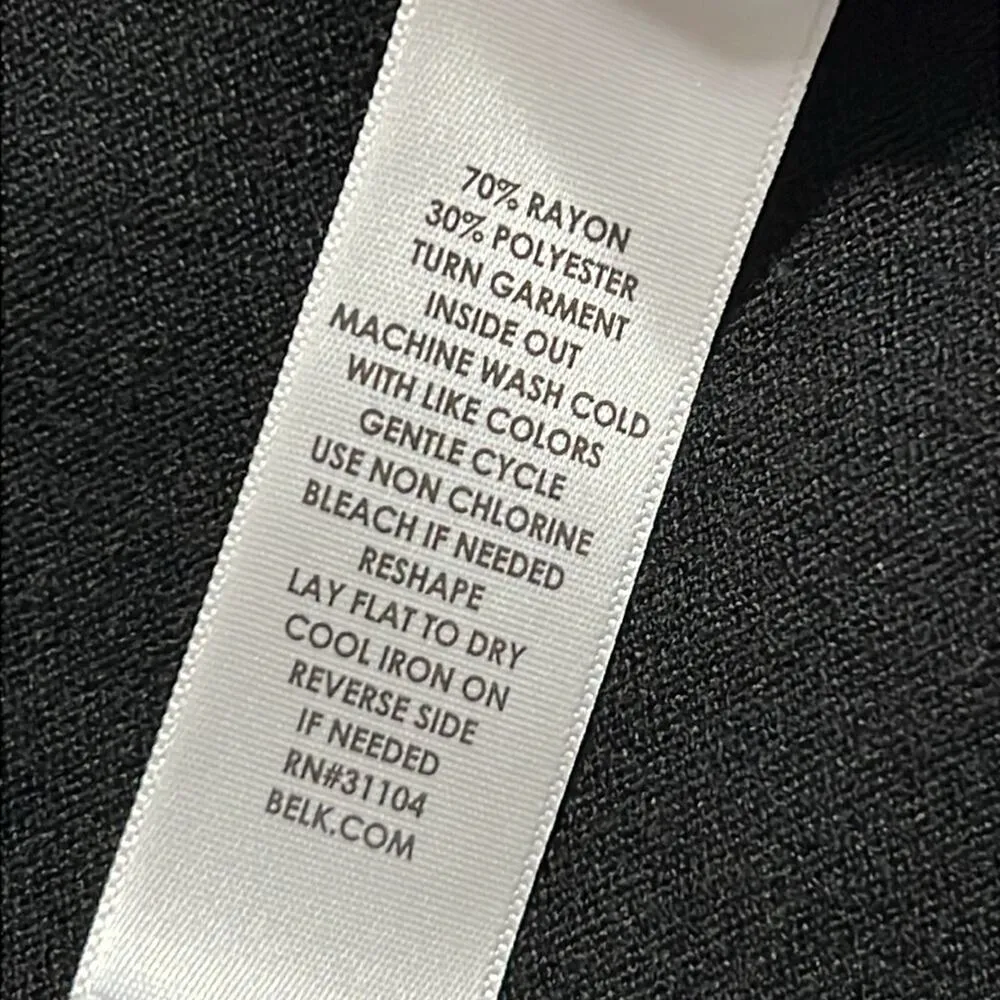 70% RAYON
30% POLYESTER
TURN GARMENT
INSIDE OUT
MACHINE WASH COLD
WITH LIKE COLORS
GENTLE CYCLE
USE NON CHLORINE
BLEACH IF NEEDED
RESHAPE
LAY FLAT TO DRY
COOL IRON ON
REVERSE SIDE
IF NEEDED
RN#31104
BELK.COM